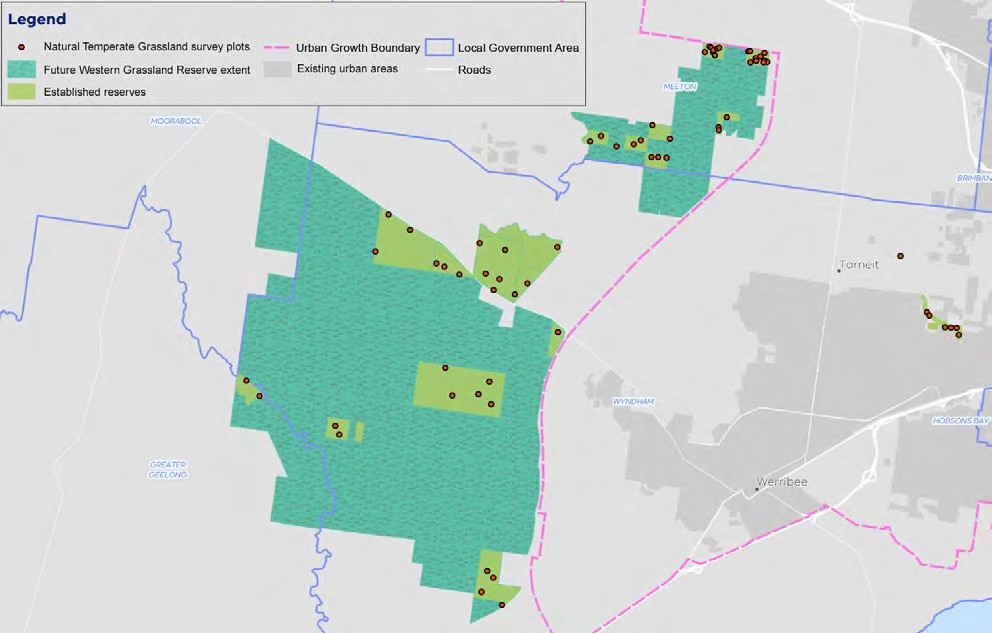 Legend
Natural Temperate Grassland survey plots
Urban Growth Boundary
Local Government Area
Future Western Grassland Reserve extent
Existing urban areas
Roads
Established reserves
MELTON
MOORABOOL
BRIMBAN
Tarneit
WYNDHAM
HOBSONS BAY
GREATER
GEELONG
Werribee